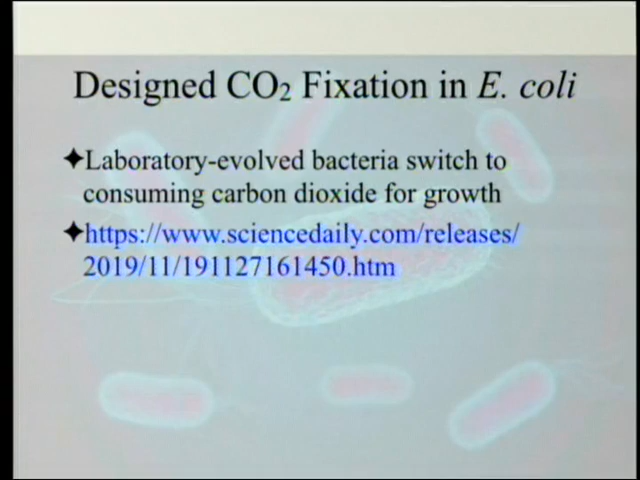 Designed CO₂ Fixation in E. coli
✦Laboratory-evolved bacteria switch to
consuming carbon dioxide for growth
✦https://www.sciencedaily.com/releases/
2019/11/191127161450.htm